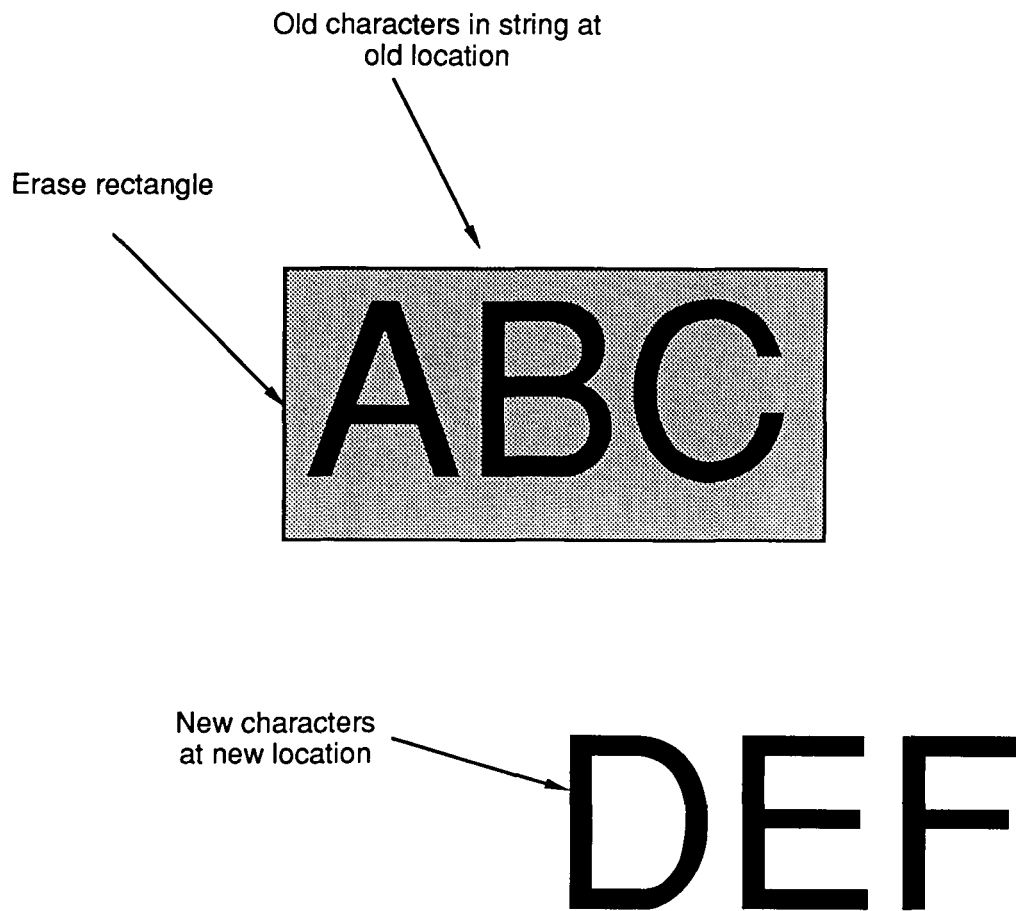 Old characters in string at
old location
Erase rectangle
ABC
New characters
at new location
DEF